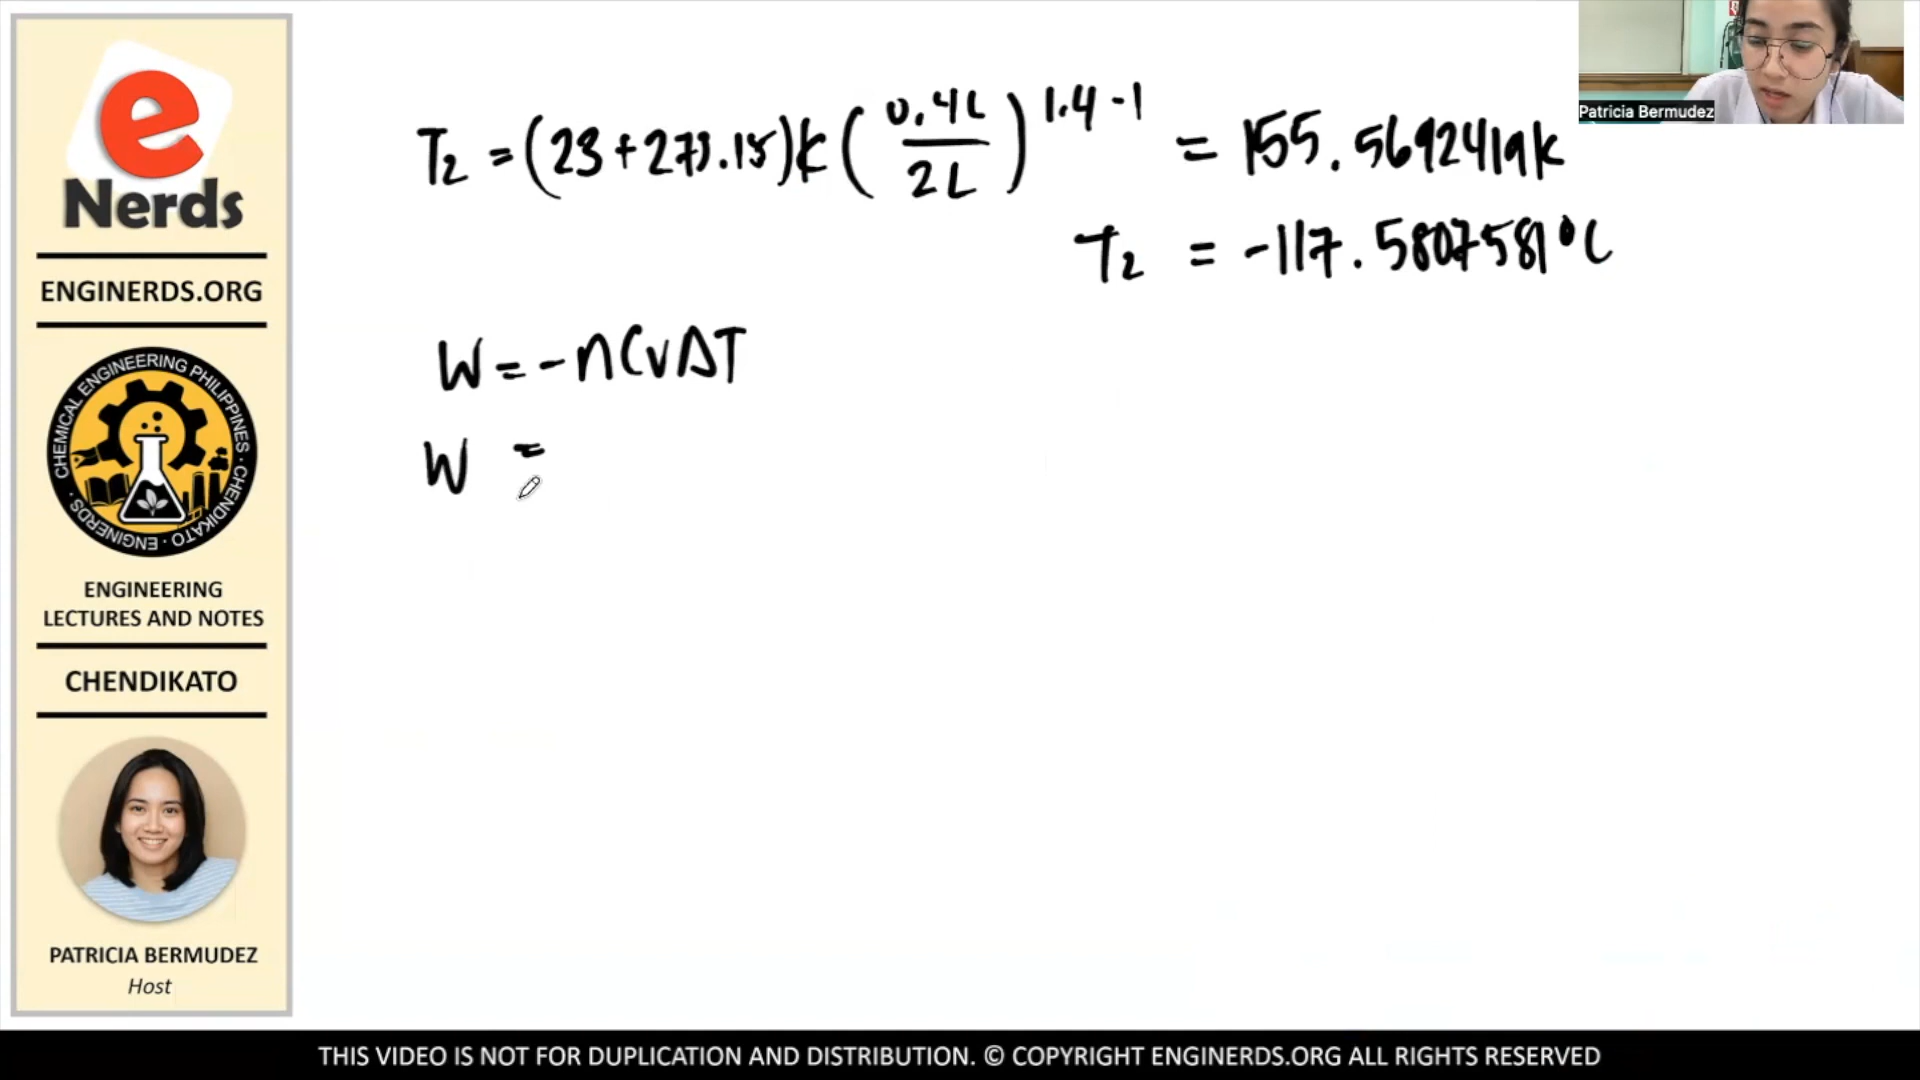 e
Nerds
ENGINERDS.ORG
CHEMICAL ENGINEERING PHILIPPINES · CHENDIKATO · ENGINERDS ·
ENGINEERING
LECTURES AND NOTES
CHENDIKATO
PATRICIA BERMUDEZ
Host
T₂ = (23 + 273.15)K (0.4L / 2L)^1.4-1 = 155.5692419K
T₂ = -117.5807581°C
W = -nCvΔT
W =
Patricia Bermudez
THIS VIDEO IS NOT FOR DUPLICATION AND DISTRIBUTION. © COPYRIGHT ENGINERDS.ORG ALL RIGHTS RESERVED